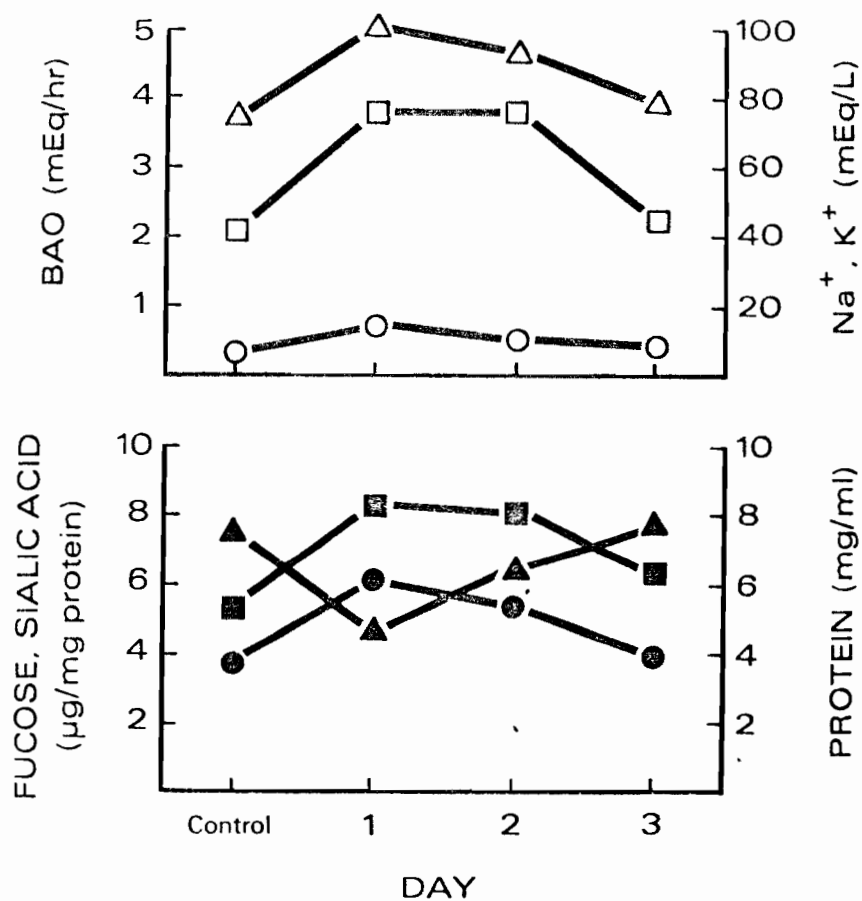 BAO (mEq/hr)
5
4
3
2
1
100
80
60
40
20
Na⁺, K⁺ (mEq/L)
FUCOSE, SIALIC ACID
(µg/mg protein)
10
8
6
4
2
10
8
6
4
2
PROTEIN (mg/ml)
Control 1 2 3
DAY